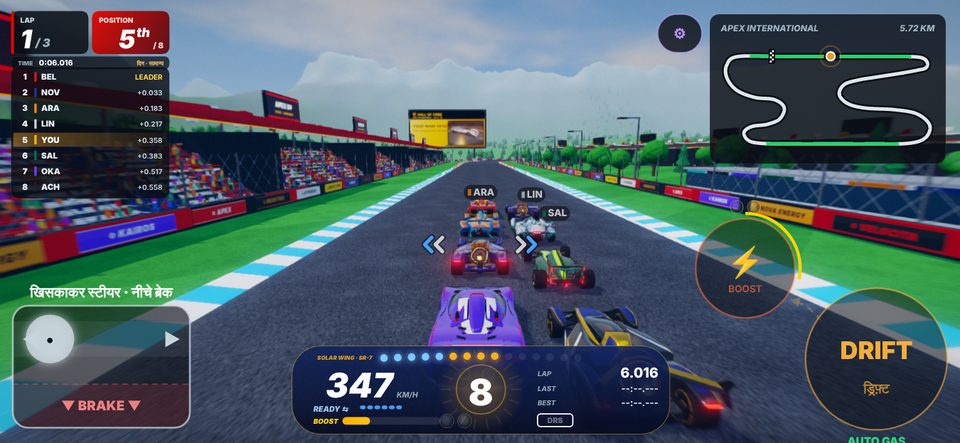 LAP
1 / 3
POSITION
5th / 8
TIME 0:06.016
1 BEL LEADER
2 NOV +0.033
3 ARA +0.183
4 LIN +0.217
5 YOU +0.358
6 SAL +0.383
7 OKA +0.517
8 ACH +0.558
APEX INTERNATIONAL 5.72 KM
ARA
LIN
SAL
KAIROS
APEX
NOVA ENERGY
खिसकाकर स्टीयर · नीचे ब्रेक
▼ BRAKE ▼
BOOST
DRIFT
ड्रिफ़्ट
AUTO GAS
SOLAR WING · SR-7
347 KM/H
READY
BOOST
8
LAP 6.016
LAST --:--.---
BEST --:--.---
DRS